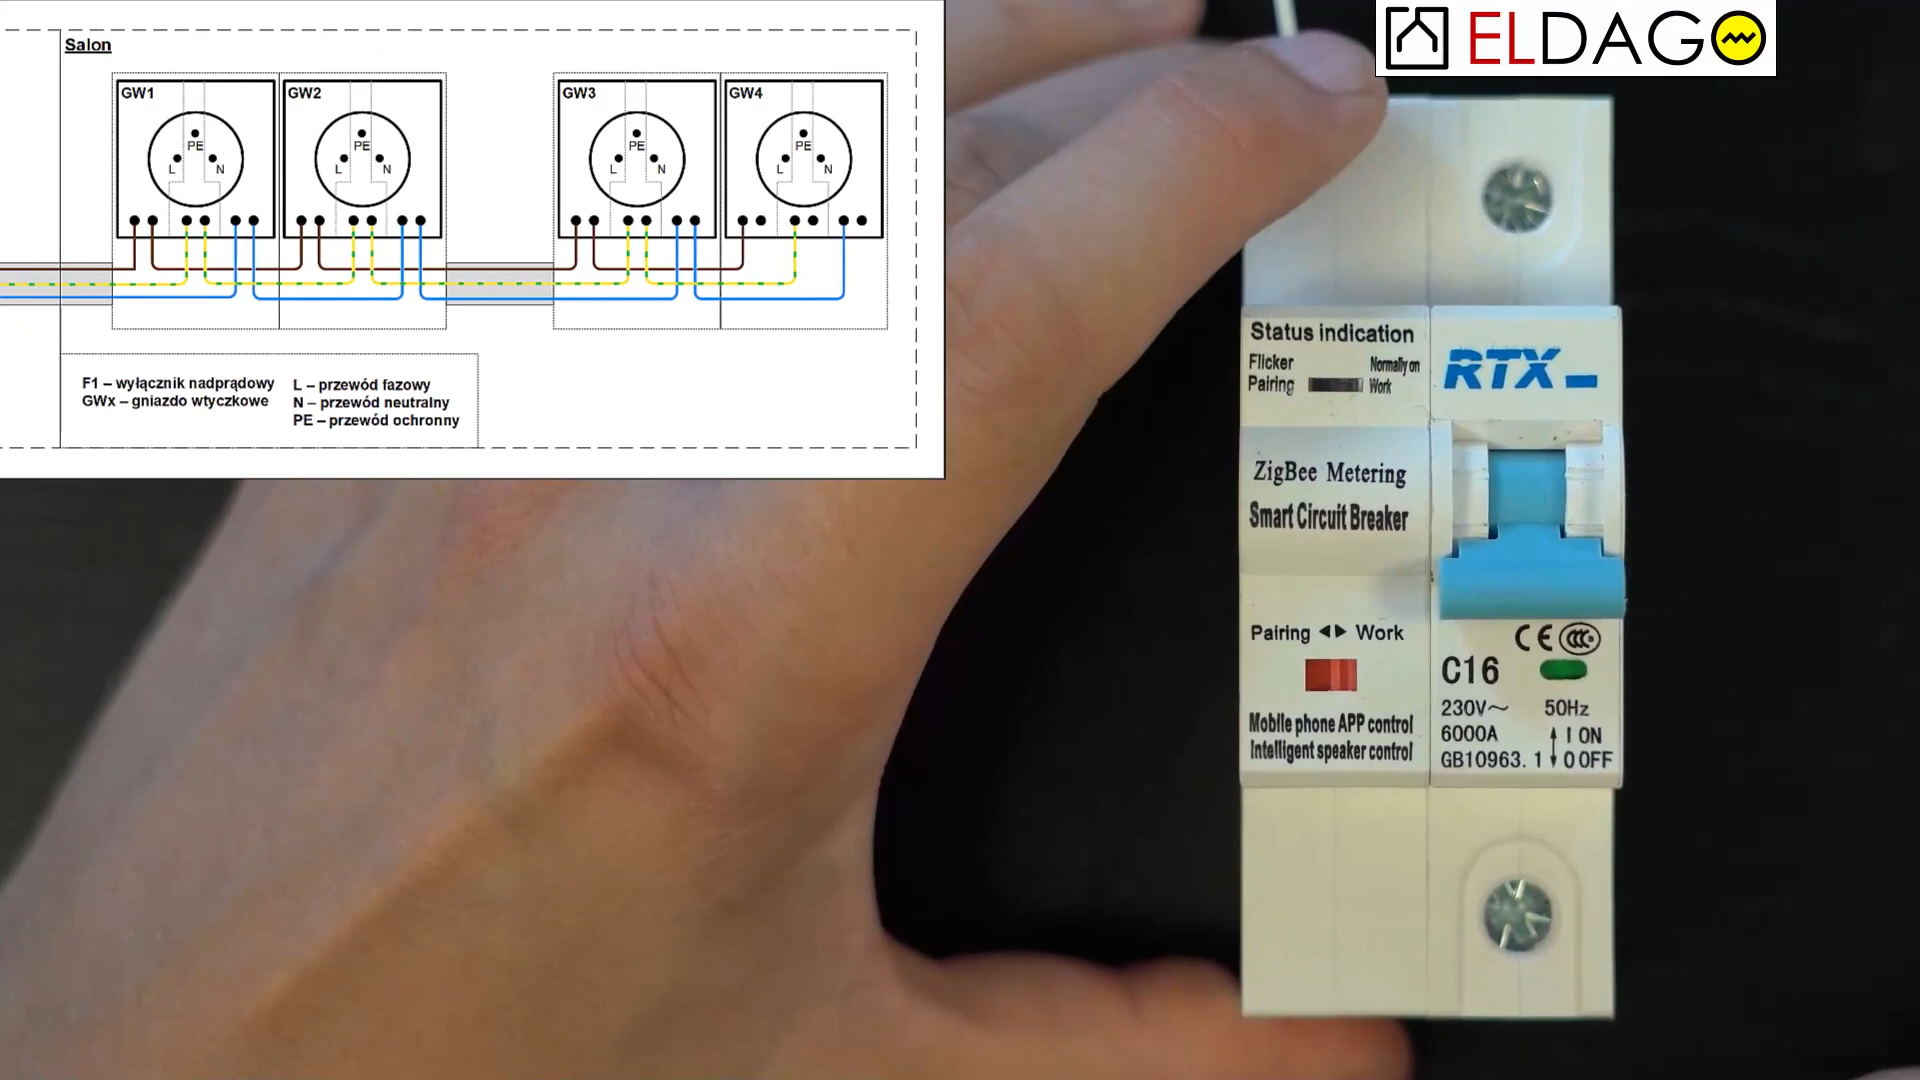 Salon
GW1
GW2
GW3
GW4
PE
L
N
PE
L
N
PE
L
N
PE
L
N
F1 – wyłącznik nadprądowy
GWx – gniazdo wtyczkowe
L – przewód fazowy
N – przewód neutralny
PE – przewód ochronny
ELDAGO
Status indication
Flicker
Pairing
Normally on
Work
RTX
ZigBee Metering
Smart Circuit Breaker
Pairing ◄► Work
Mobile phone APP control
Intelligent speaker control
CE CCC
C16
230V~ 50Hz
6000A I ON
GB10963.1 O OFF